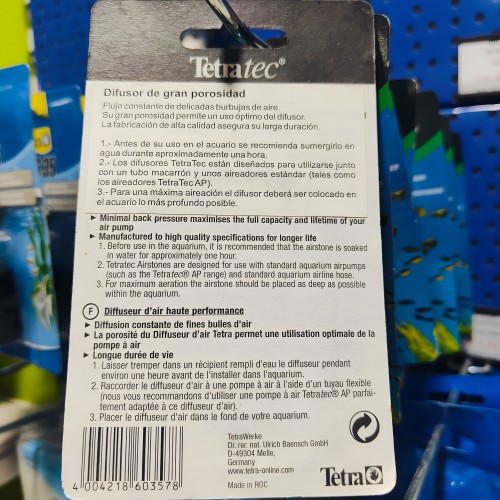 Tetratec®
Difusor de gran porosidad
Flujo constante de delicadas burbujas de aire.
Su gran porosidad permite un uso óptimo del difusor.
La fabricación de alta calidad asegura su larga duración.
1.- Antes de su uso en el acuario se recomienda sumergirlo en
agua durante aproximadamente una hora.
2.- Los difusores TetraTec están diseñados para utilizarse junto
con un tubo macarrón y unos aireadores estándar (tales como
los aireadores TetraTec AP).
3.- Para una máxima aireación el difusor deberá ser colocado en
el acuario lo más profundo posible.
► Minimal back pressure maximises the full capacity and lifetime of your
air pump
► Manufactured to high quality specifications for longer life
1. Before use in the aquarium, it is recommended that the airstone is soaked
in water for approximately one hour.
2. Tetratec Airstones are designed for use with standard aquarium airpumps
(such as the Tetratec® AP range) and standard aquarium airline hose.
3. For maximum aeration the airstone should be placed as deep as possible
within the aquarium.
F Diffuseur d'air haute performance
► Diffusion constante de fines bulles d'air
► La porosité du Diffuseur d'air Tetra permet une utilisation optimale de la
pompe à air
► Longue durée de vie
1. Laisser tremper dans un récipient rempli d'eau le diffuseur pendant
environ une heure avant de l'installer dans l'aquarium.
2. Raccorder le diffuseur d'air à une pompe à air à l'aide d'un tuyau flexible
(nous vous recommandons d'utiliser une pompe à air Tetratec® AP parfai-
tement adaptée à ce diffuseur d'air).
3. Placer le diffuseur d'air dans le fond de votre aquarium.
TetraWerke
Dr. rer. nat. Ulrich Baensch GmbH
D-49304 Melle,
Germany
www.tetra-online.com
Made in ROC
4 004218 603578
Tetra